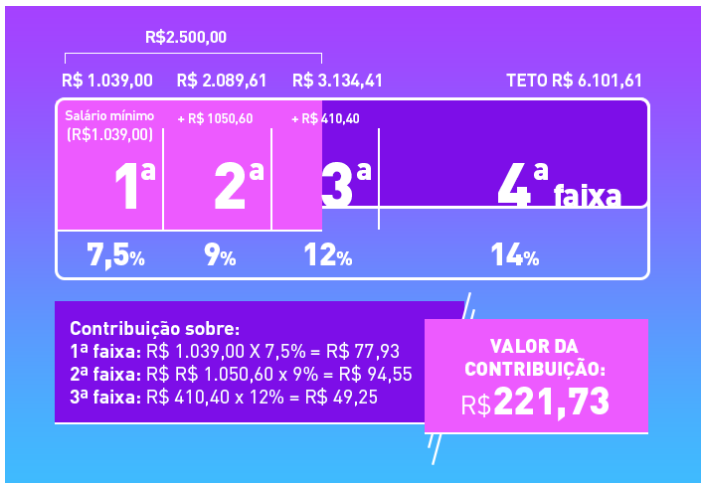 R$2.500,00
R$ 1.039,00 R$ 2.089,61 R$ 3.134,41 TETO R$ 6.101,61
Salário mínimo
(R$1.039,00)
+ R$ 1050,60
+ R$ 410,40
1ª 2ª 3ª 4ª faixa
7,5% 9% 12% 14%
Contribuição sobre:
1ª faixa: R$ 1.039,00 X 7,5% = R$ 77,93
2ª faixa: R$ R$ 1.050,60 x 9% = R$ 94,55
3ª faixa: R$ 410,40 x 12% = R$ 49,25
VALOR DA
CONTRIBUIÇÃO:
R$221,73